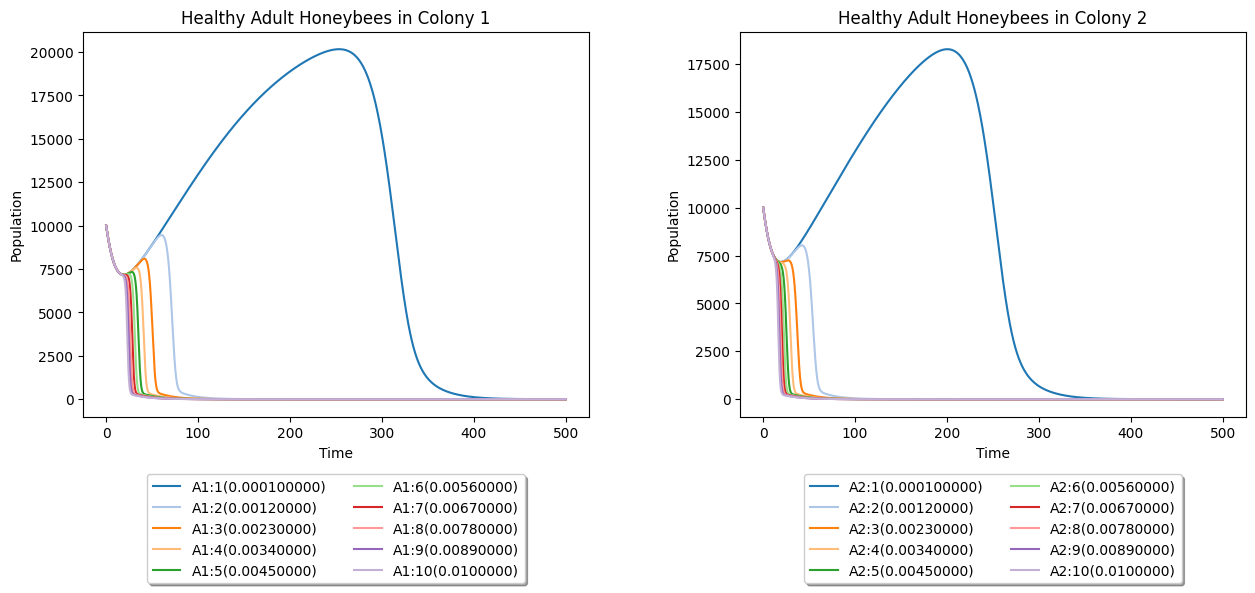 Healthy Adult Honeybees in Colony 1
Population
20000
17500
15000
12500
10000
7500
5000
2500
0
0 100 200 300 400 500
Time
A1:1(0.000100000) A1:6(0.00560000)
A1:2(0.00120000) A1:7(0.00670000)
A1:3(0.00230000) A1:8(0.00780000)
A1:4(0.00340000) A1:9(0.00890000)
A1:5(0.00450000) A1:10(0.0100000)
Healthy Adult Honeybees in Colony 2
Population
17500
15000
12500
10000
7500
5000
2500
0
0 100 200 300 400 500
Time
A2:1(0.000100000) A2:6(0.00560000)
A2:2(0.00120000) A2:7(0.00670000)
A2:3(0.00230000) A2:8(0.00780000)
A2:4(0.00340000) A2:9(0.00890000)
A2:5(0.00450000) A2:10(0.0100000)